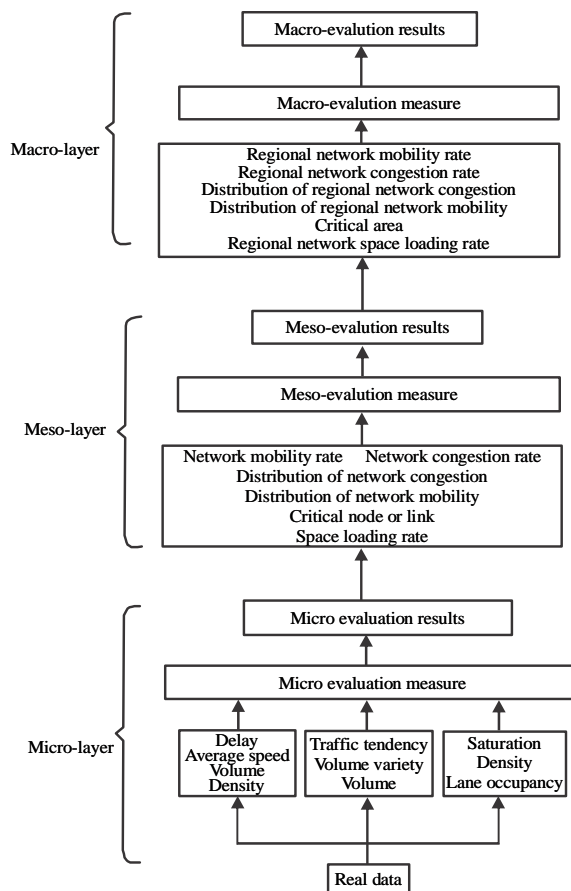 Macro-evalution results
Macro-evalution measure
Macro-layer
Regional network mobility rate
Regional network congestion rate
Distribution of regional network congestion
Distribution of regional network mobility
Critical area
Regional network space loading rate
Meso-evalution results
Meso-evalution measure
Meso-layer
Network mobility rate Network congestion rate
Distribution of network congestion
Distribution of network mobility
Critical node or link
Space loading rate
Micro evaluation results
Micro evaluation measure
Micro-layer
Delay
Average speed
Volume
Density
Traffic tendency
Volume variety
Volume
Saturation
Density
Lane occupancy
Real data